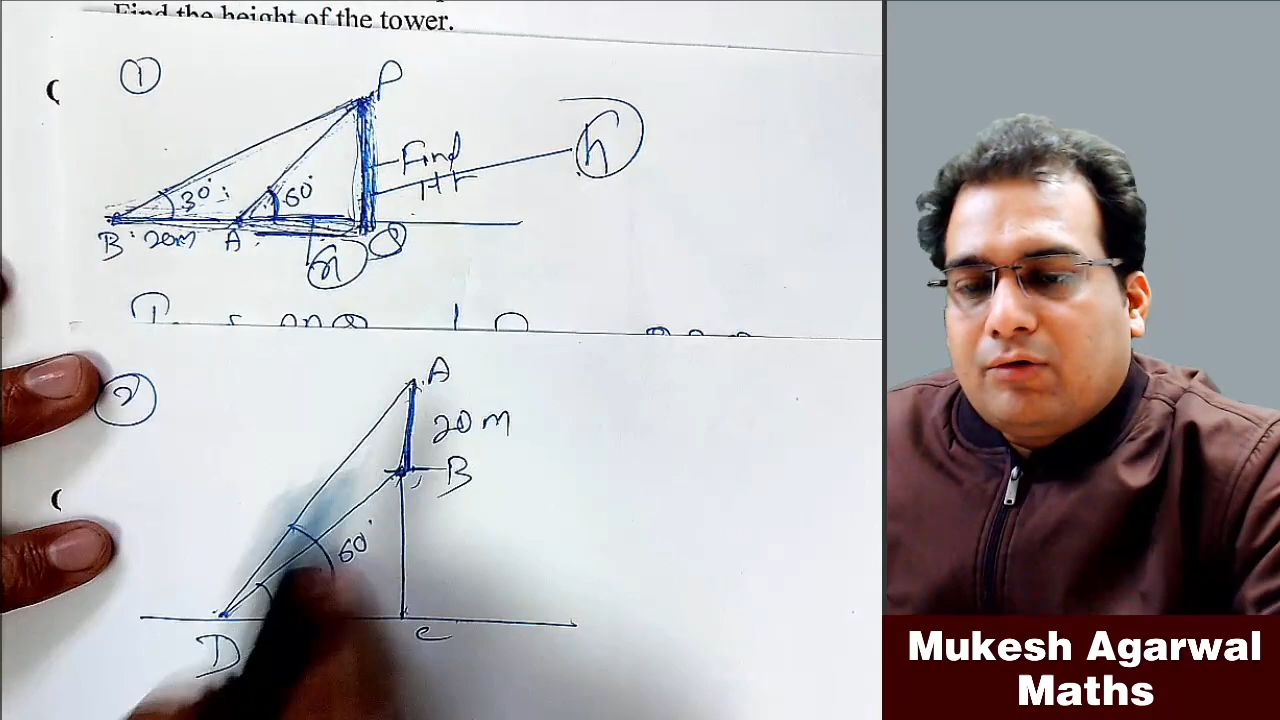 Find the height of the tower.
(
①
P
Find
Ht
h
30°
60°
B
20m
A
x
Q
②
A
20 m
B
60°
(
D
C
Mukesh Agarwal
Maths